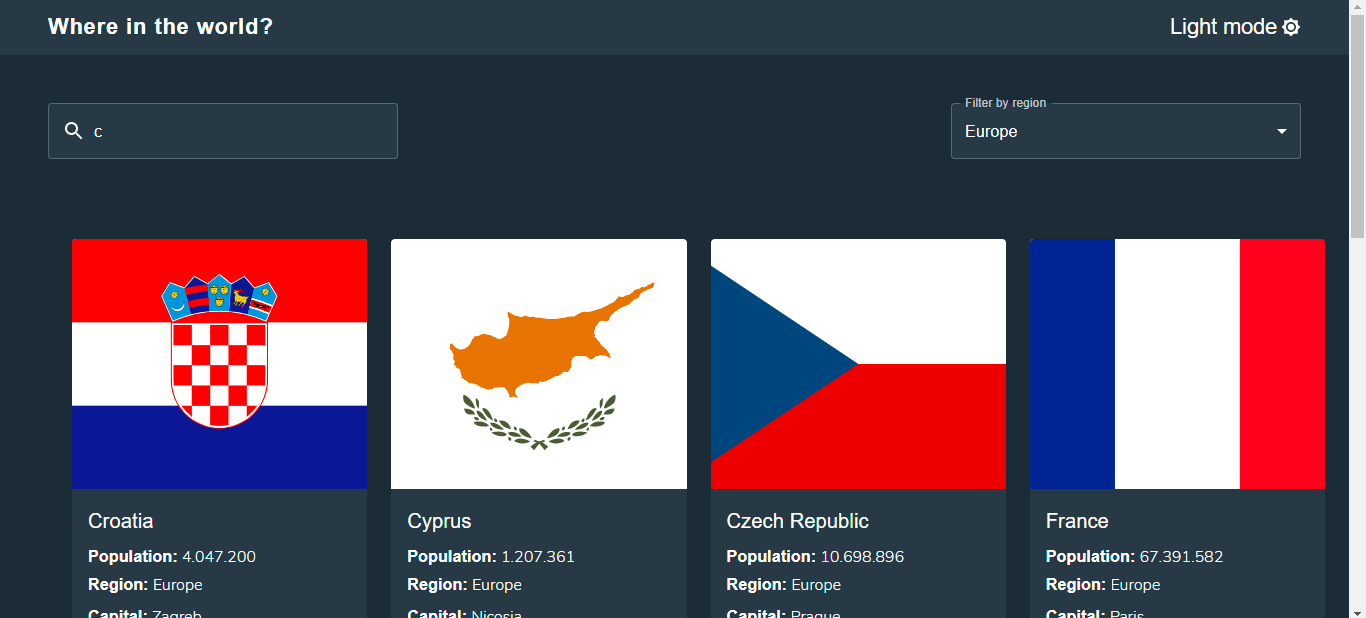 Where in the world?
Light mode
c
Filter by region
Europe
Croatia
Population: 4.047.200
Region: Europe
Capital: Zagreb
Cyprus
Population: 1.207.361
Region: Europe
Capital: Nicosia
Czech Republic
Population: 10.698.896
Region: Europe
Capital: Prague
France
Population: 67.391.582
Region: Europe
Capital: Paris